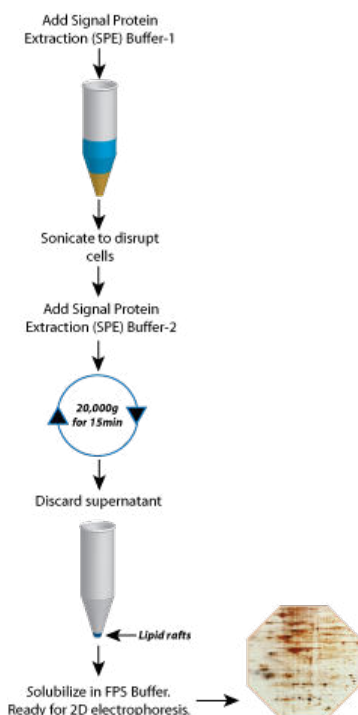 Add Signal Protein
Extraction (SPE) Buffer-1
Sonicate to disrupt
cells
Add Signal Protein
Extraction (SPE) Buffer-2
20,000g
for 15min
Discard supernatant
Lipid rafts
Solubilize in FPS Buffer.
Ready for 2D electrophoresis.